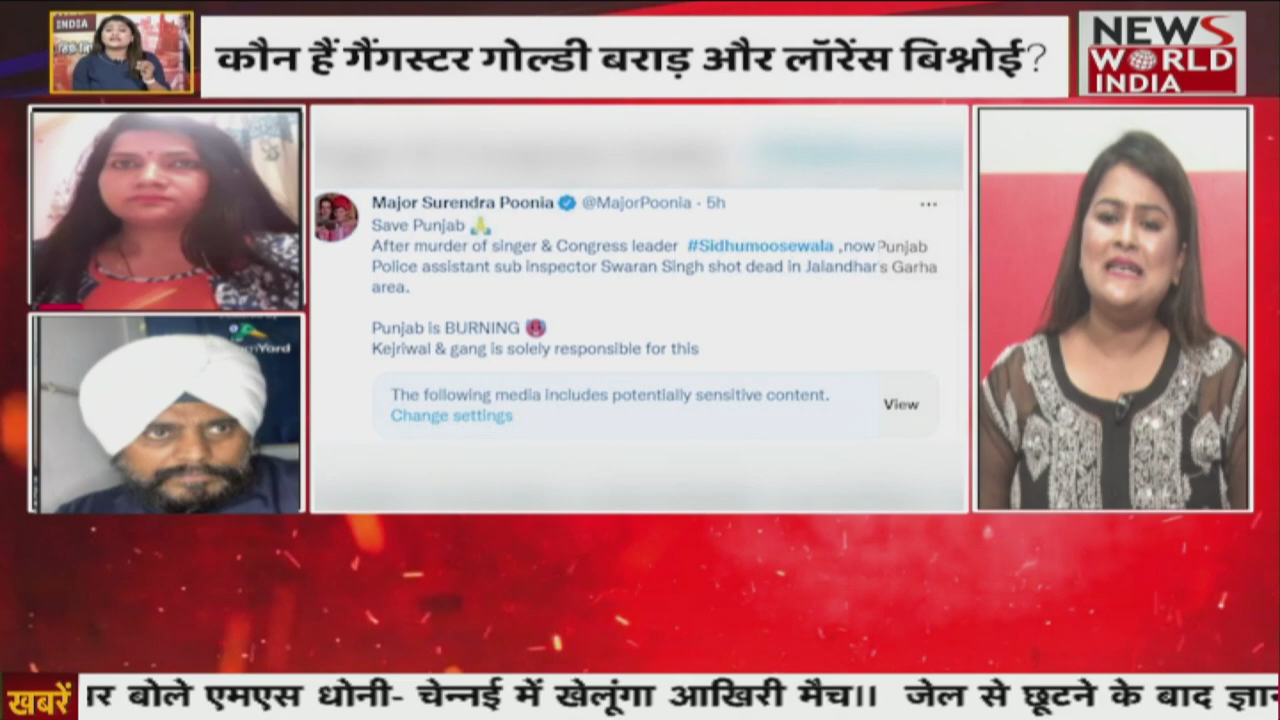 INDIA
कौन हैं गैंगस्टर गोल्डी बराड़ और लॉरेंस बिश्नोई?
NEWS
WORLD
INDIA
Major Surendra Poonia @MajorPoonia · 5h
Save Punjab 🙏
After murder of singer & Congress leader #Sidhumoosewala ,now Punjab
Police assistant sub inspector Swaran Singh shot dead in Jalandhar's Garha
area.
Punjab is BURNING 👹
Kejriwal & gang is solely responsible for this
The following media includes potentially sensitive content.
Change settings
View
खबरें
बोले एमएस धोनी- चेन्नई में खेलूंगा आखिरी मैच।। जेल से छूटने के बाद